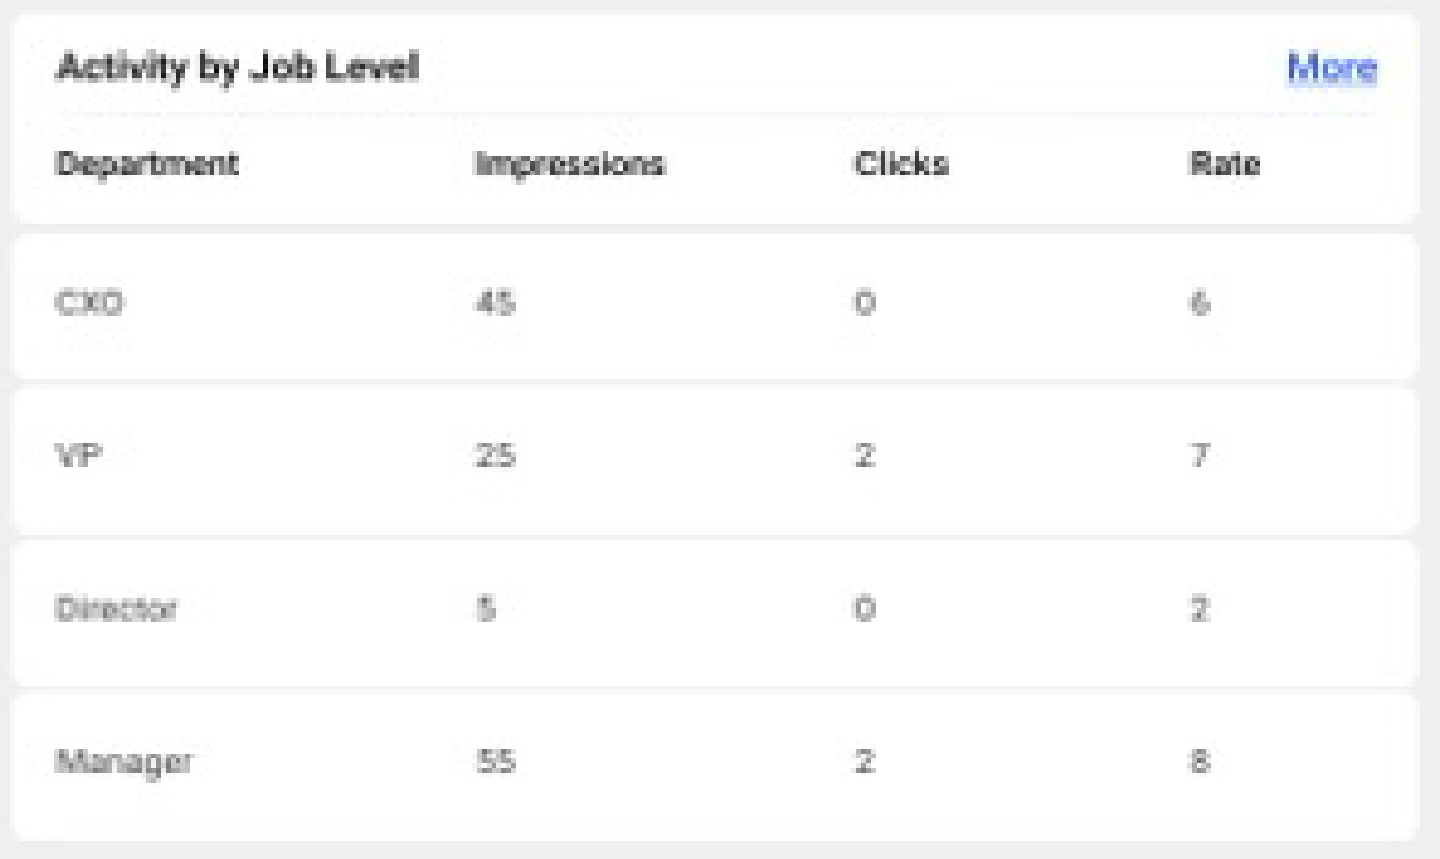 Activity by Job Level More
Department Impressions Clicks Rate
CXO 45 0 6
VP 25 2 7
Director 5 0 2
Manager 55 2 8